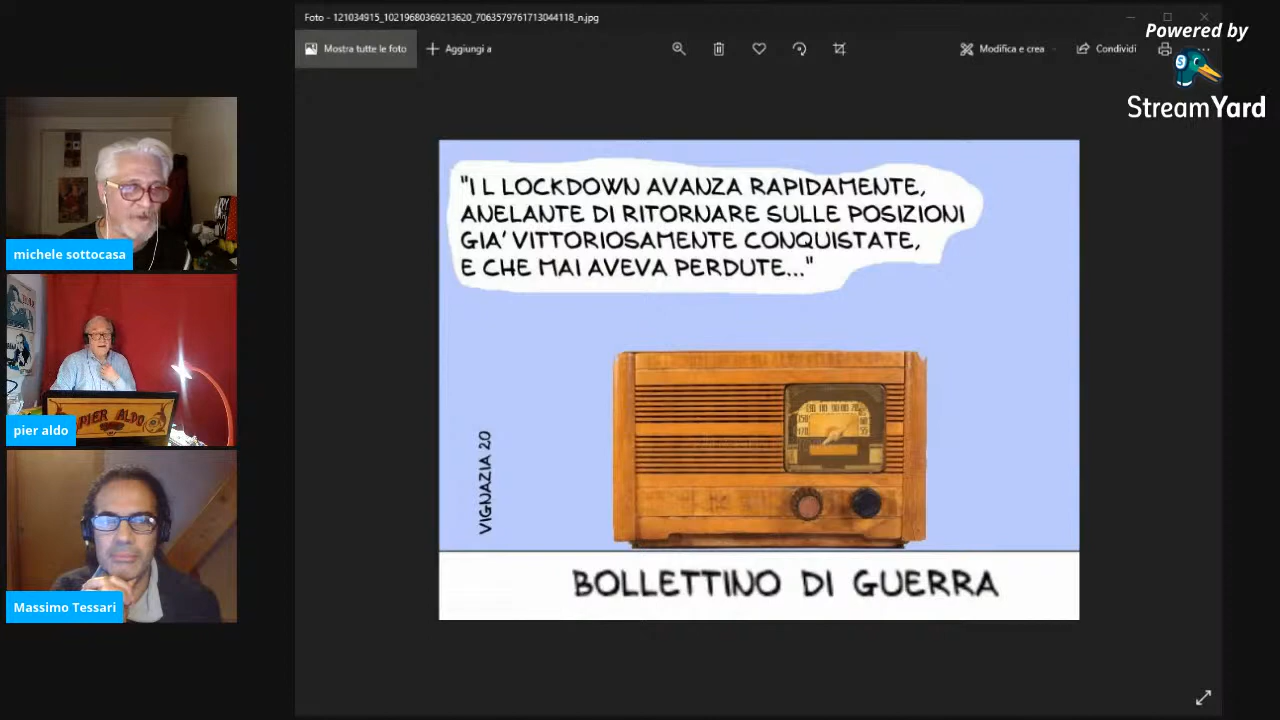 Foto - 121034915_10219680369213620_7063579761713044118_n.jpg
Mostra tutte le foto
Aggiungi a
Modifica e crea
Condividi
Powered by
StreamYard
"I L LOCKDOWN AVANZA RAPIDAMENTE,
ANELANTE DI RITORNARE SULLE POSIZIONI
GIA' VITTORIOSAMENTE CONQUISTATE,
E CHE MAI AVEVA PERDUTE..."
VIGNAZIA 20
BOLLETTINO DI GUERRA
michele sottocasa
PIER ALDO
pier aldo
Massimo Tessari